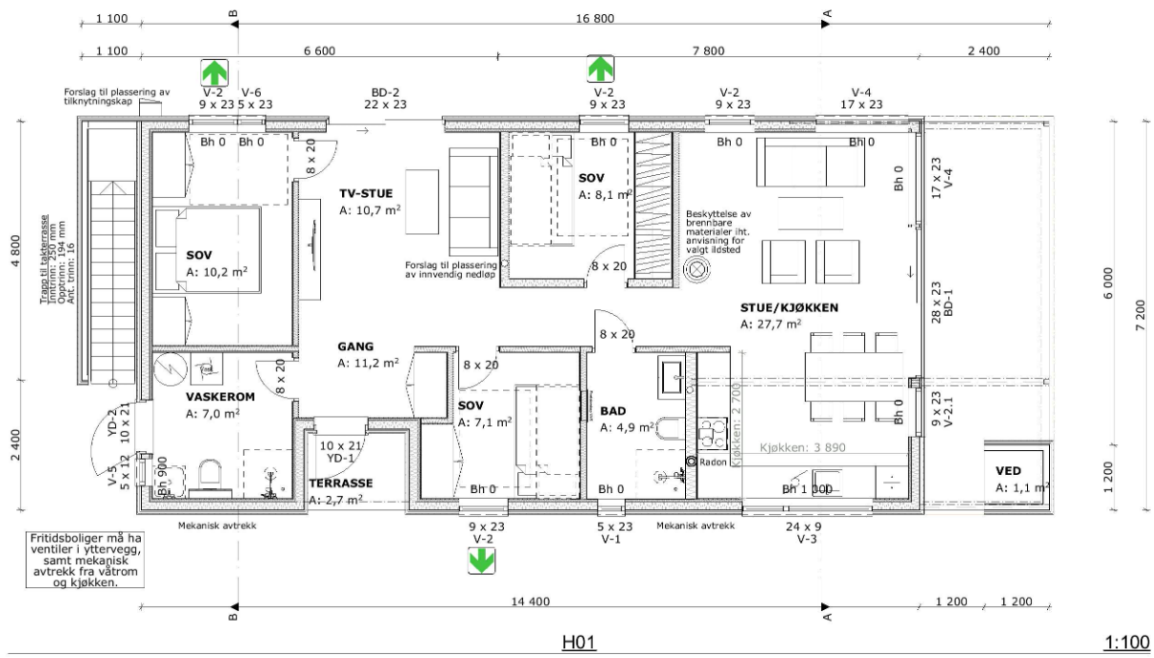 1 100
16 800
B
A
1 100
6 600
7 800
2 400
Forslag til plassering av
tilknytningskap
V-2
9 x 23
V-6
5 x 23
BD-2
22 x 23
V-2
9 x 23
V-2
9 x 23
V-4
17 x 23
Bh 0
Bh 0
Bh 0
Bh 0
Bh 0
Bh 0
8 x 20
TV-STUE
A: 10,7 m²
SOV
A: 8,1 m²
17 x 23
V-4
Beskyttelse av
brennbare
materialer iht.
anvisning for
valgt ildsted
4 800
Trapp til takterrasse
Inntrinn: 250 mm
Opptrinn: 194 mm
Ant. trinn: 16
SOV
A: 10,2 m²
Forslag til plassering
av innvendig nedløp
8 x 20
6 000
7 200
STUE/KJØKKEN
A: 27,7 m²
28 x 23
BD-1
8 x 20
GANG
A: 11,2 m²
8 x 20
8 x 20
VASKEROM
A: 7,0 m²
SOV
A: 7,1 m²
BAD
A: 4,9 m²
Kjøkken: 2 700
Kjøkken: 3 890
Bh 0
9 x 23
V-2.1
2 400
YD-2
10 x 21
V-5
5 x 12
Bh 900
10 x 21
YD-1
TERRASSE
A: 2,7 m²
Radon
Bh 0
Bh 0
Bh 1 300
VED
A: 1,1 m²
1 200
Mekanisk avtrekk
9 x 23
V-2
5 x 23
V-1
Mekanisk avtrekk
24 x 9
V-3
Fritidsboliger må ha
ventiler i yttervegg,
samt mekanisk
avtrekk fra våtrom
og kjøkken.
14 400
1 200
1 200
B
A
H01
1:100